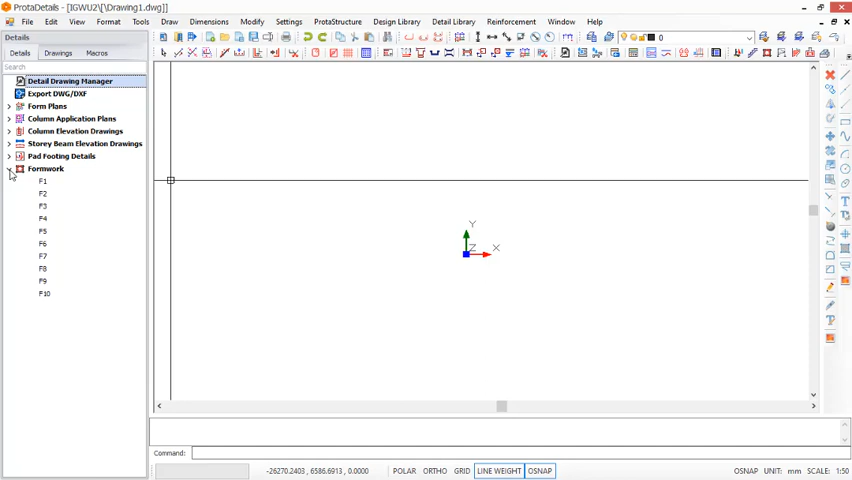 ProtaDetails - [\GWU2\[\Drawing1.dwg]
File Edit View Format Tools Draw Dimensions Modify Settings ProtaStructure Design Library Detail Library Reinforcement Window Help
Details
0
Details Drawings Macros
Search
Detail Drawing Manager
Export DWG/DXF
Form Plans
Column Application Plans
Column Elevation Drawings
Storey Beam Elevation Drawings
Pad Footing Details
Formwork
F1
F2
F3
F4
F5
F6
F7
F8
F9
F10
Y
Z X
Command:
-26270.2403 , 6586.6913 , 0.0000 POLAR ORTHO GRID LINE WEIGHT OSNAP OSNAP UNIT: mm SCALE: 1:50